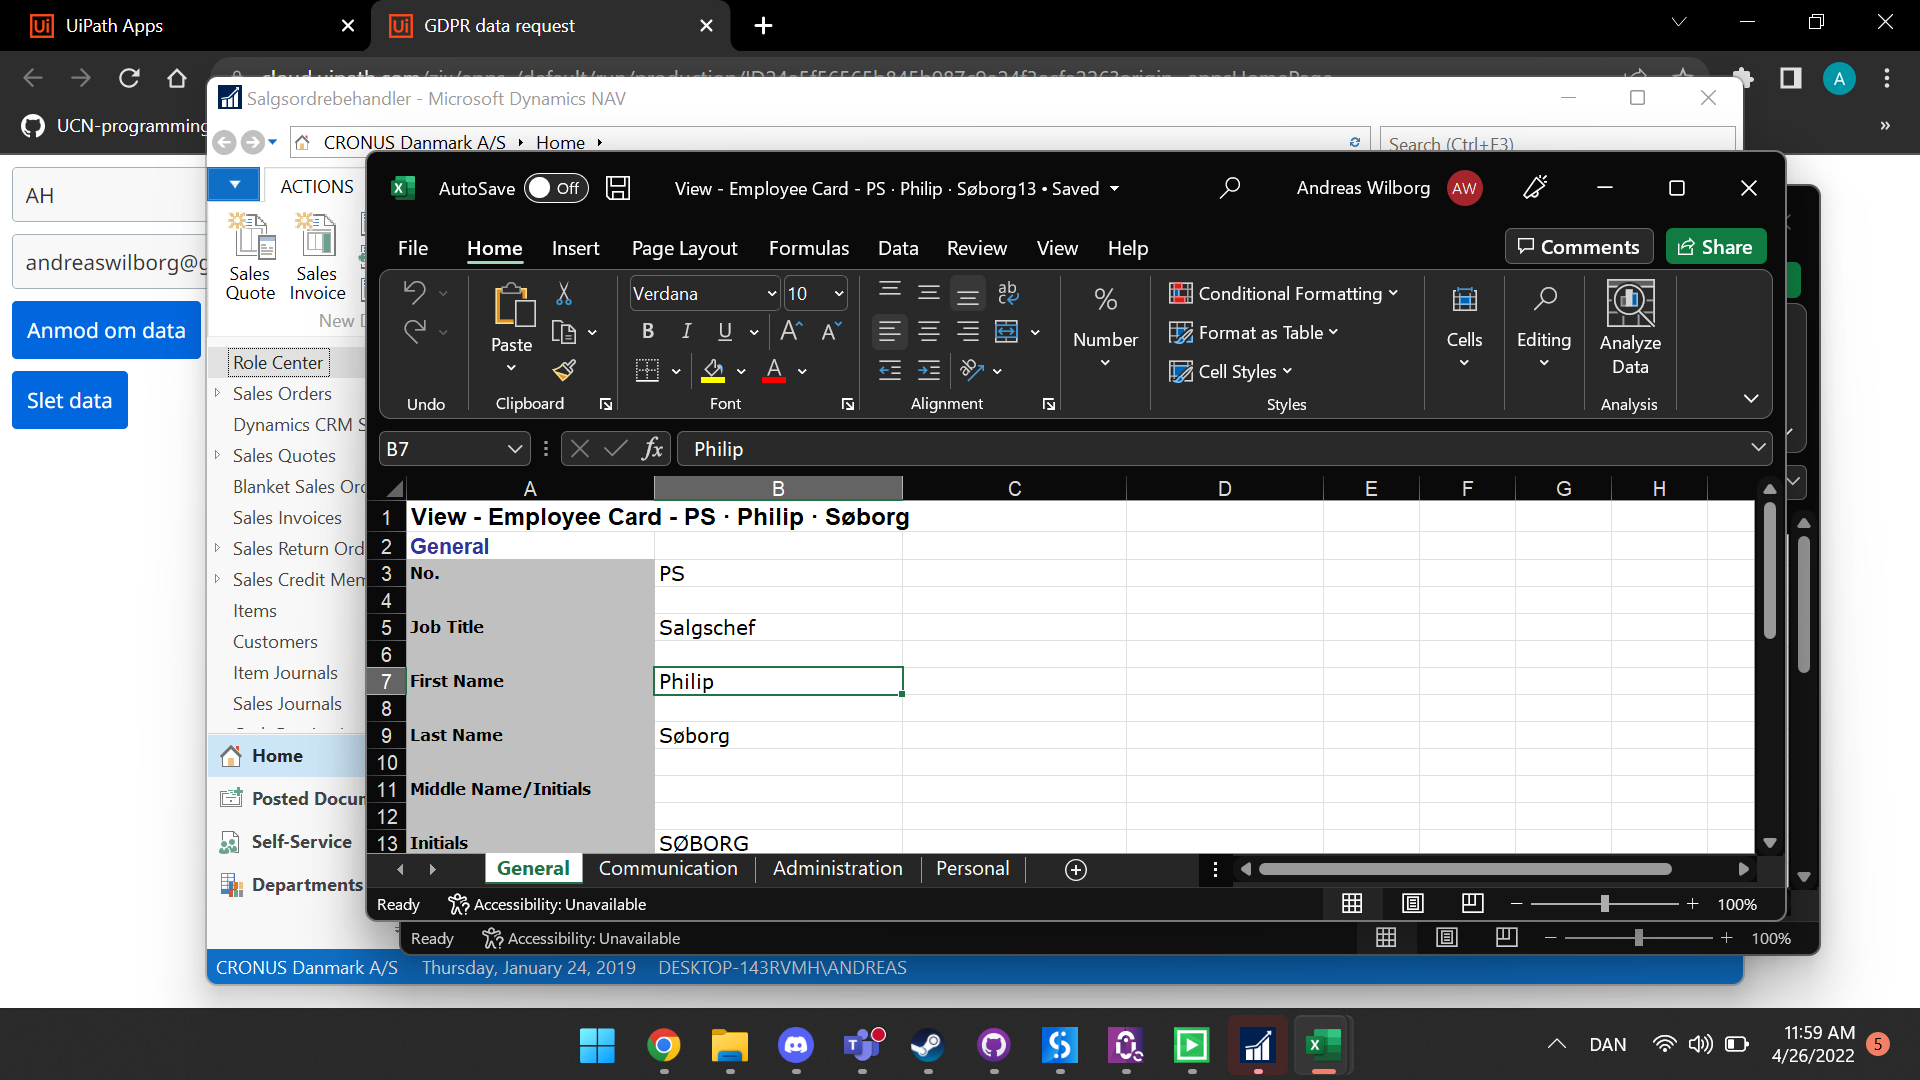 UiPath Apps
GDPR data request
Salgsordrebehandler - Microsoft Dynamics NAV
UCN-programming
CRONUS Danmark A/S
Home
Search (Ctrl+F3)
AH
andreaswilborg@g
Anmod om data
Slet data
ACTIONS
Sales Quote
Sales Invoice
New
Role Center
Sales Orders
Dynamics CRM S
Sales Quotes
Blanket Sales Ord
Sales Invoices
Sales Return Ord
Sales Credit Mem
Items
Customers
Item Journals
Sales Journals
Home
Posted Docum
Self-Service
Departments
AutoSave Off
View - Employee Card - PS · Philip · Søborg13 • Saved
Andreas Wilborg AW
File Home Insert Page Layout Formulas Data Review View Help
Comments Share
Verdana 10
Paste
B I U
Number
Conditional Formatting
Format as Table
Cell Styles
Cells
Editing
Analyze Data
Undo Clipboard Font Alignment Styles Analysis
B7 fx Philip
A B C D E F G H
1 View - Employee Card - PS · Philip · Søborg
2 General
3 No. PS
4
5 Job Title Salgschef
6
7 First Name Philip
8
9 Last Name Søborg
10
11 Middle Name/Initials
12
13 Initials SØBORG
General Communication Administration Personal
Ready Accessibility: Unavailable 100%
Ready Accessibility: Unavailable 100%
CRONUS Danmark A/S Thursday, January 24, 2019 DESKTOP-143RVMH\ANDREAS
DAN
11:59 AM
4/26/2022
5